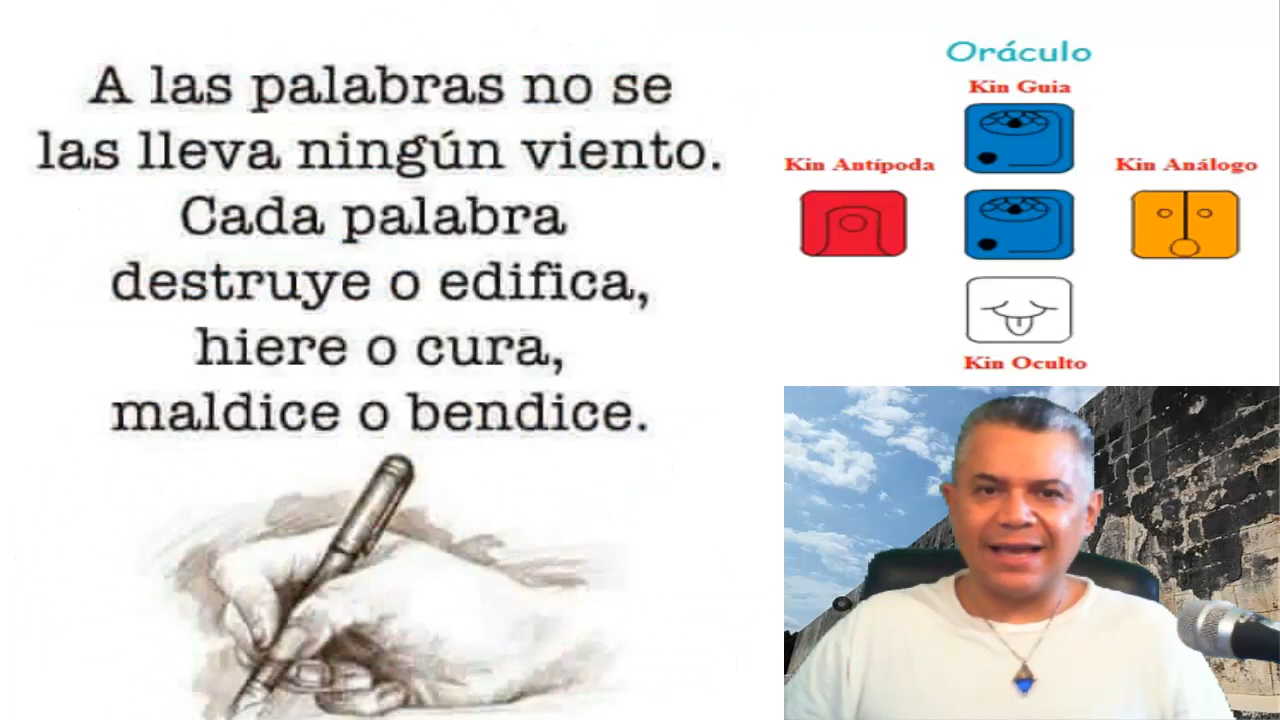 A las palabras no se
las lleva ningún viento.
Cada palabra
destruye o edifica,
hiere o cura,
maldice o bendice.
Oráculo
Kin Guia
Kin Antípoda
Kin Análogo
Kin Oculto